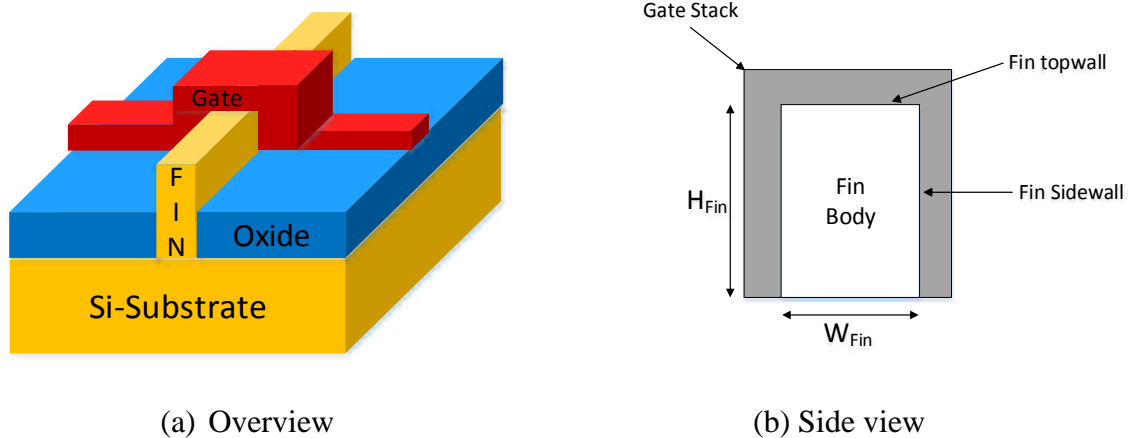 Gate
F
I
N
Oxide
Si-Substrate
(a) Overview
Gate Stack
Fin topwall
Fin
Body
Fin Sidewall
H_Fin
W_Fin
(b) Side view